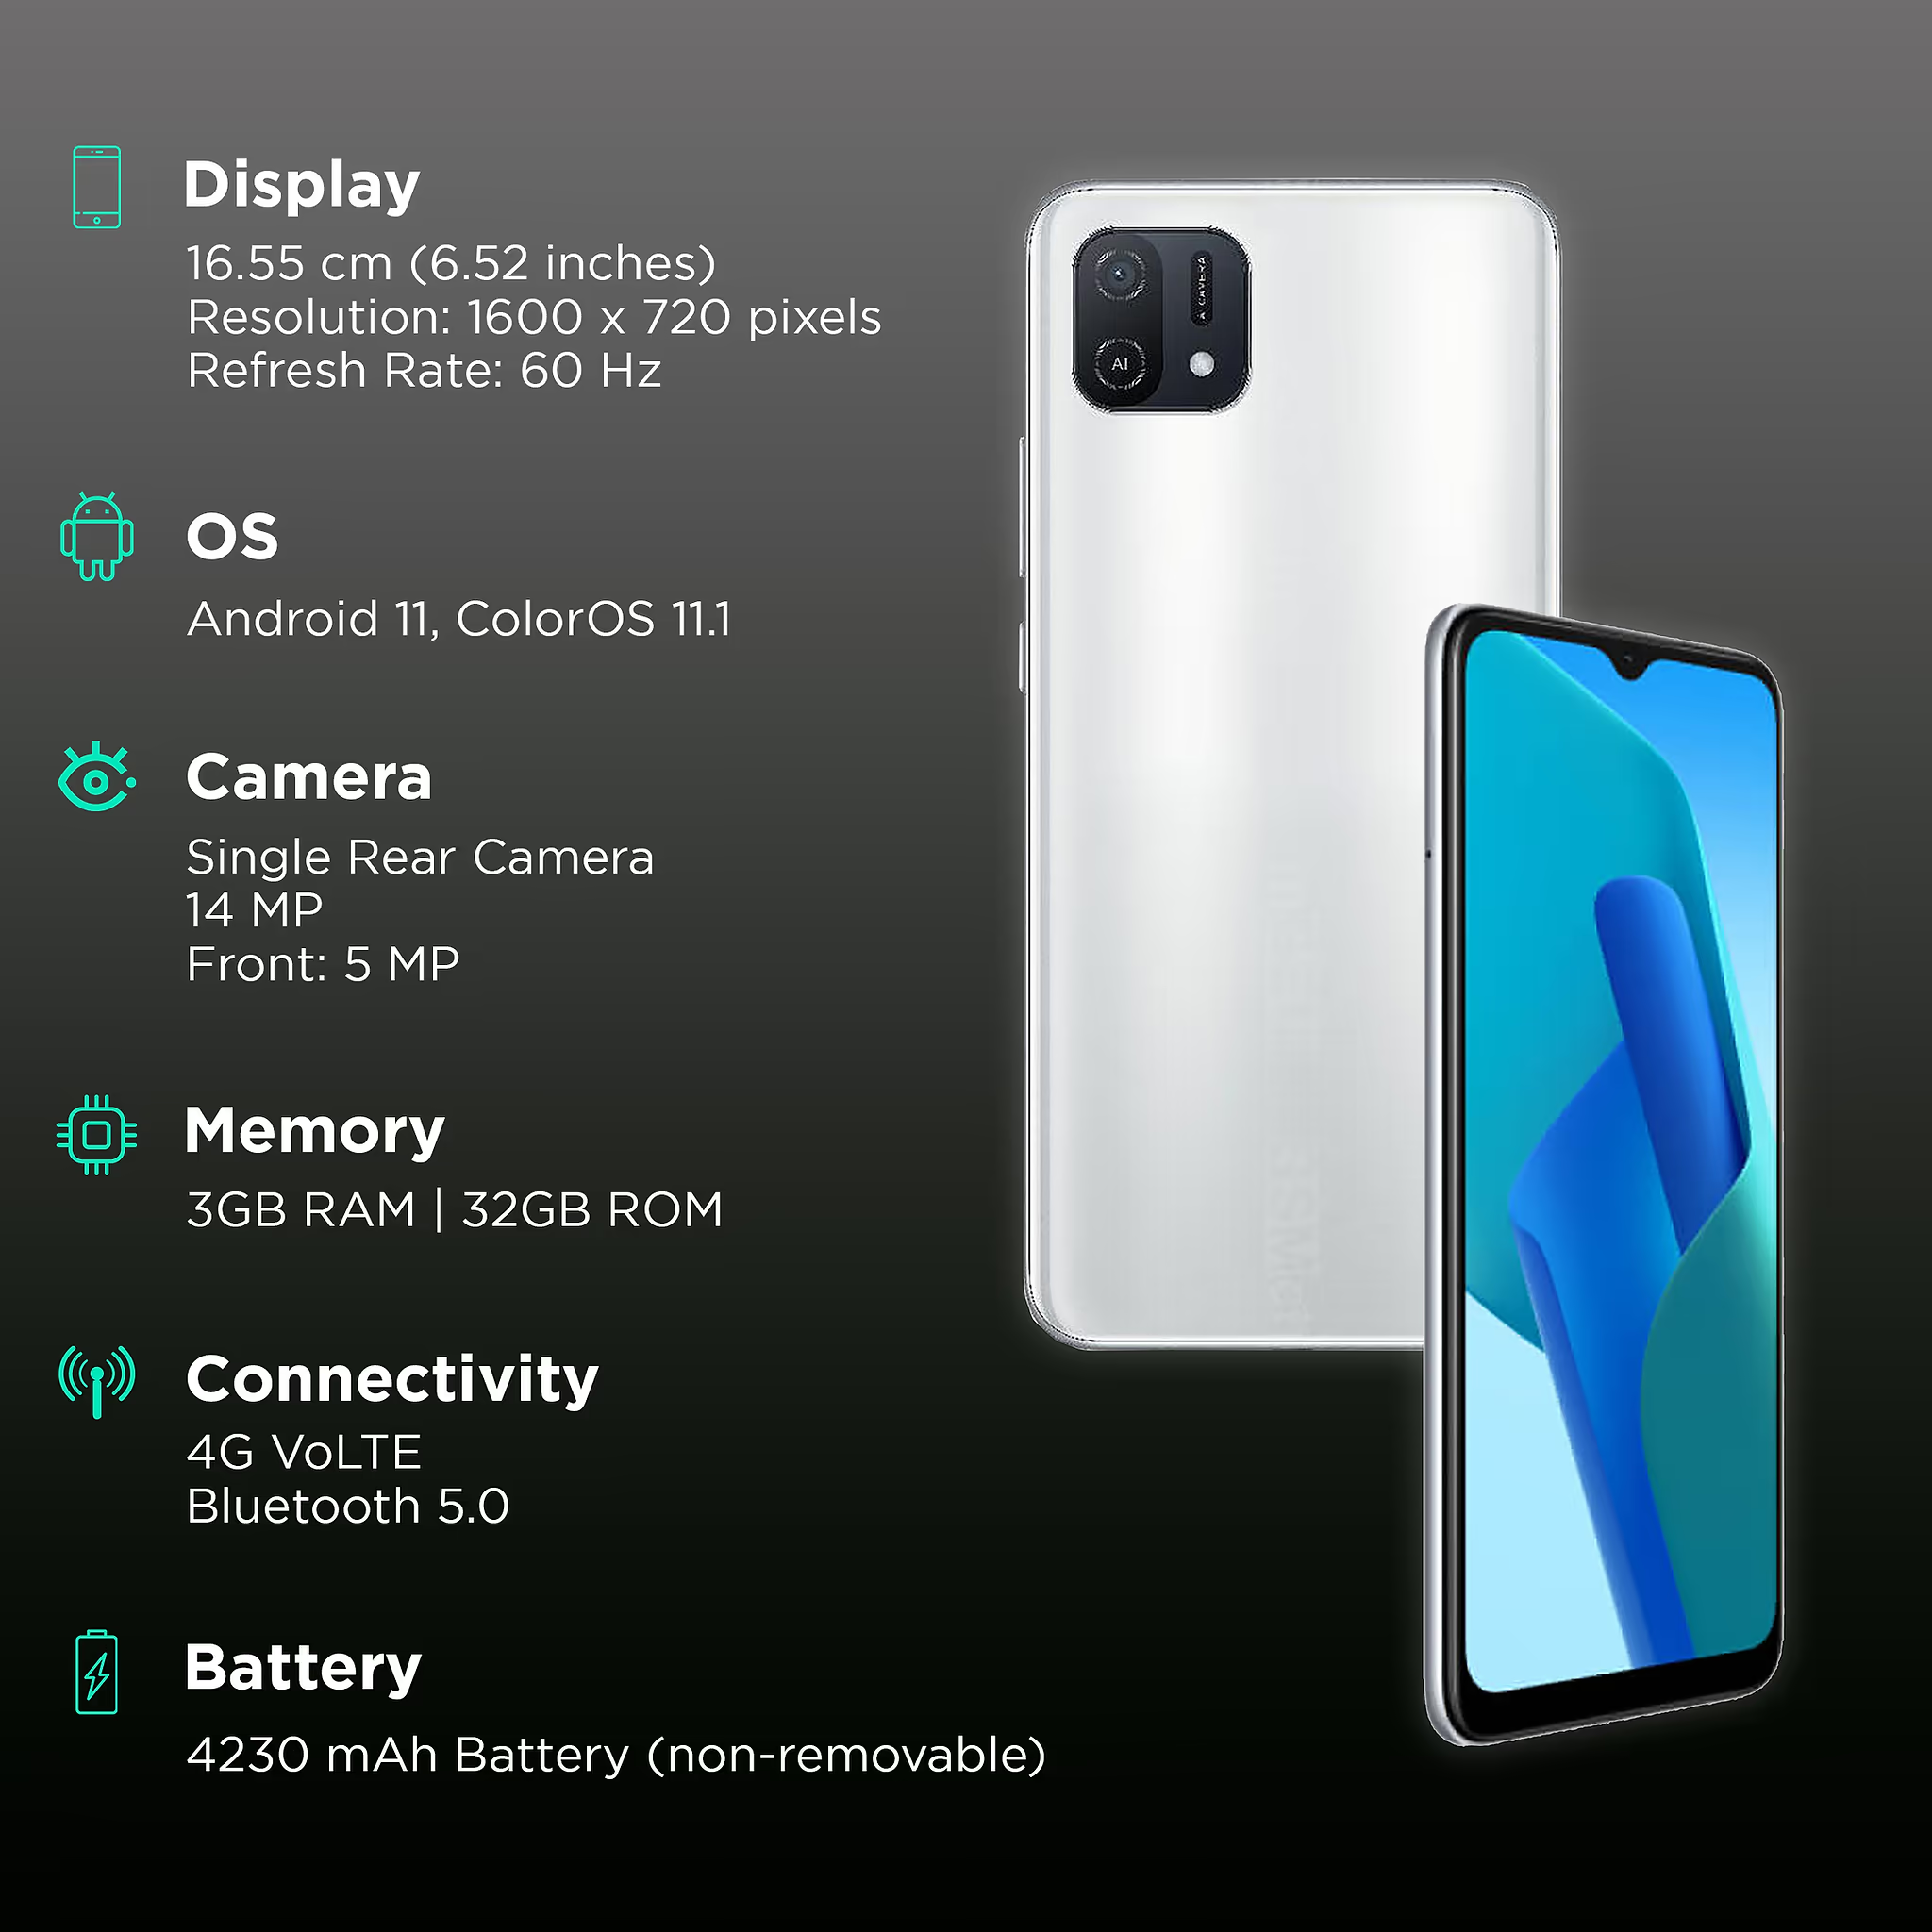 Display
16.55 cm (6.52 inches)
Resolution: 1600 x 720 pixels
Refresh Rate: 60 Hz
OS
Android 11, ColorOS 11.1
Camera
Single Rear Camera
14 MP
Front: 5 MP
Memory
3GB RAM | 32GB ROM
Connectivity
4G VoLTE
Bluetooth 5.0
Battery
4230 mAh Battery (non-removable)
AI